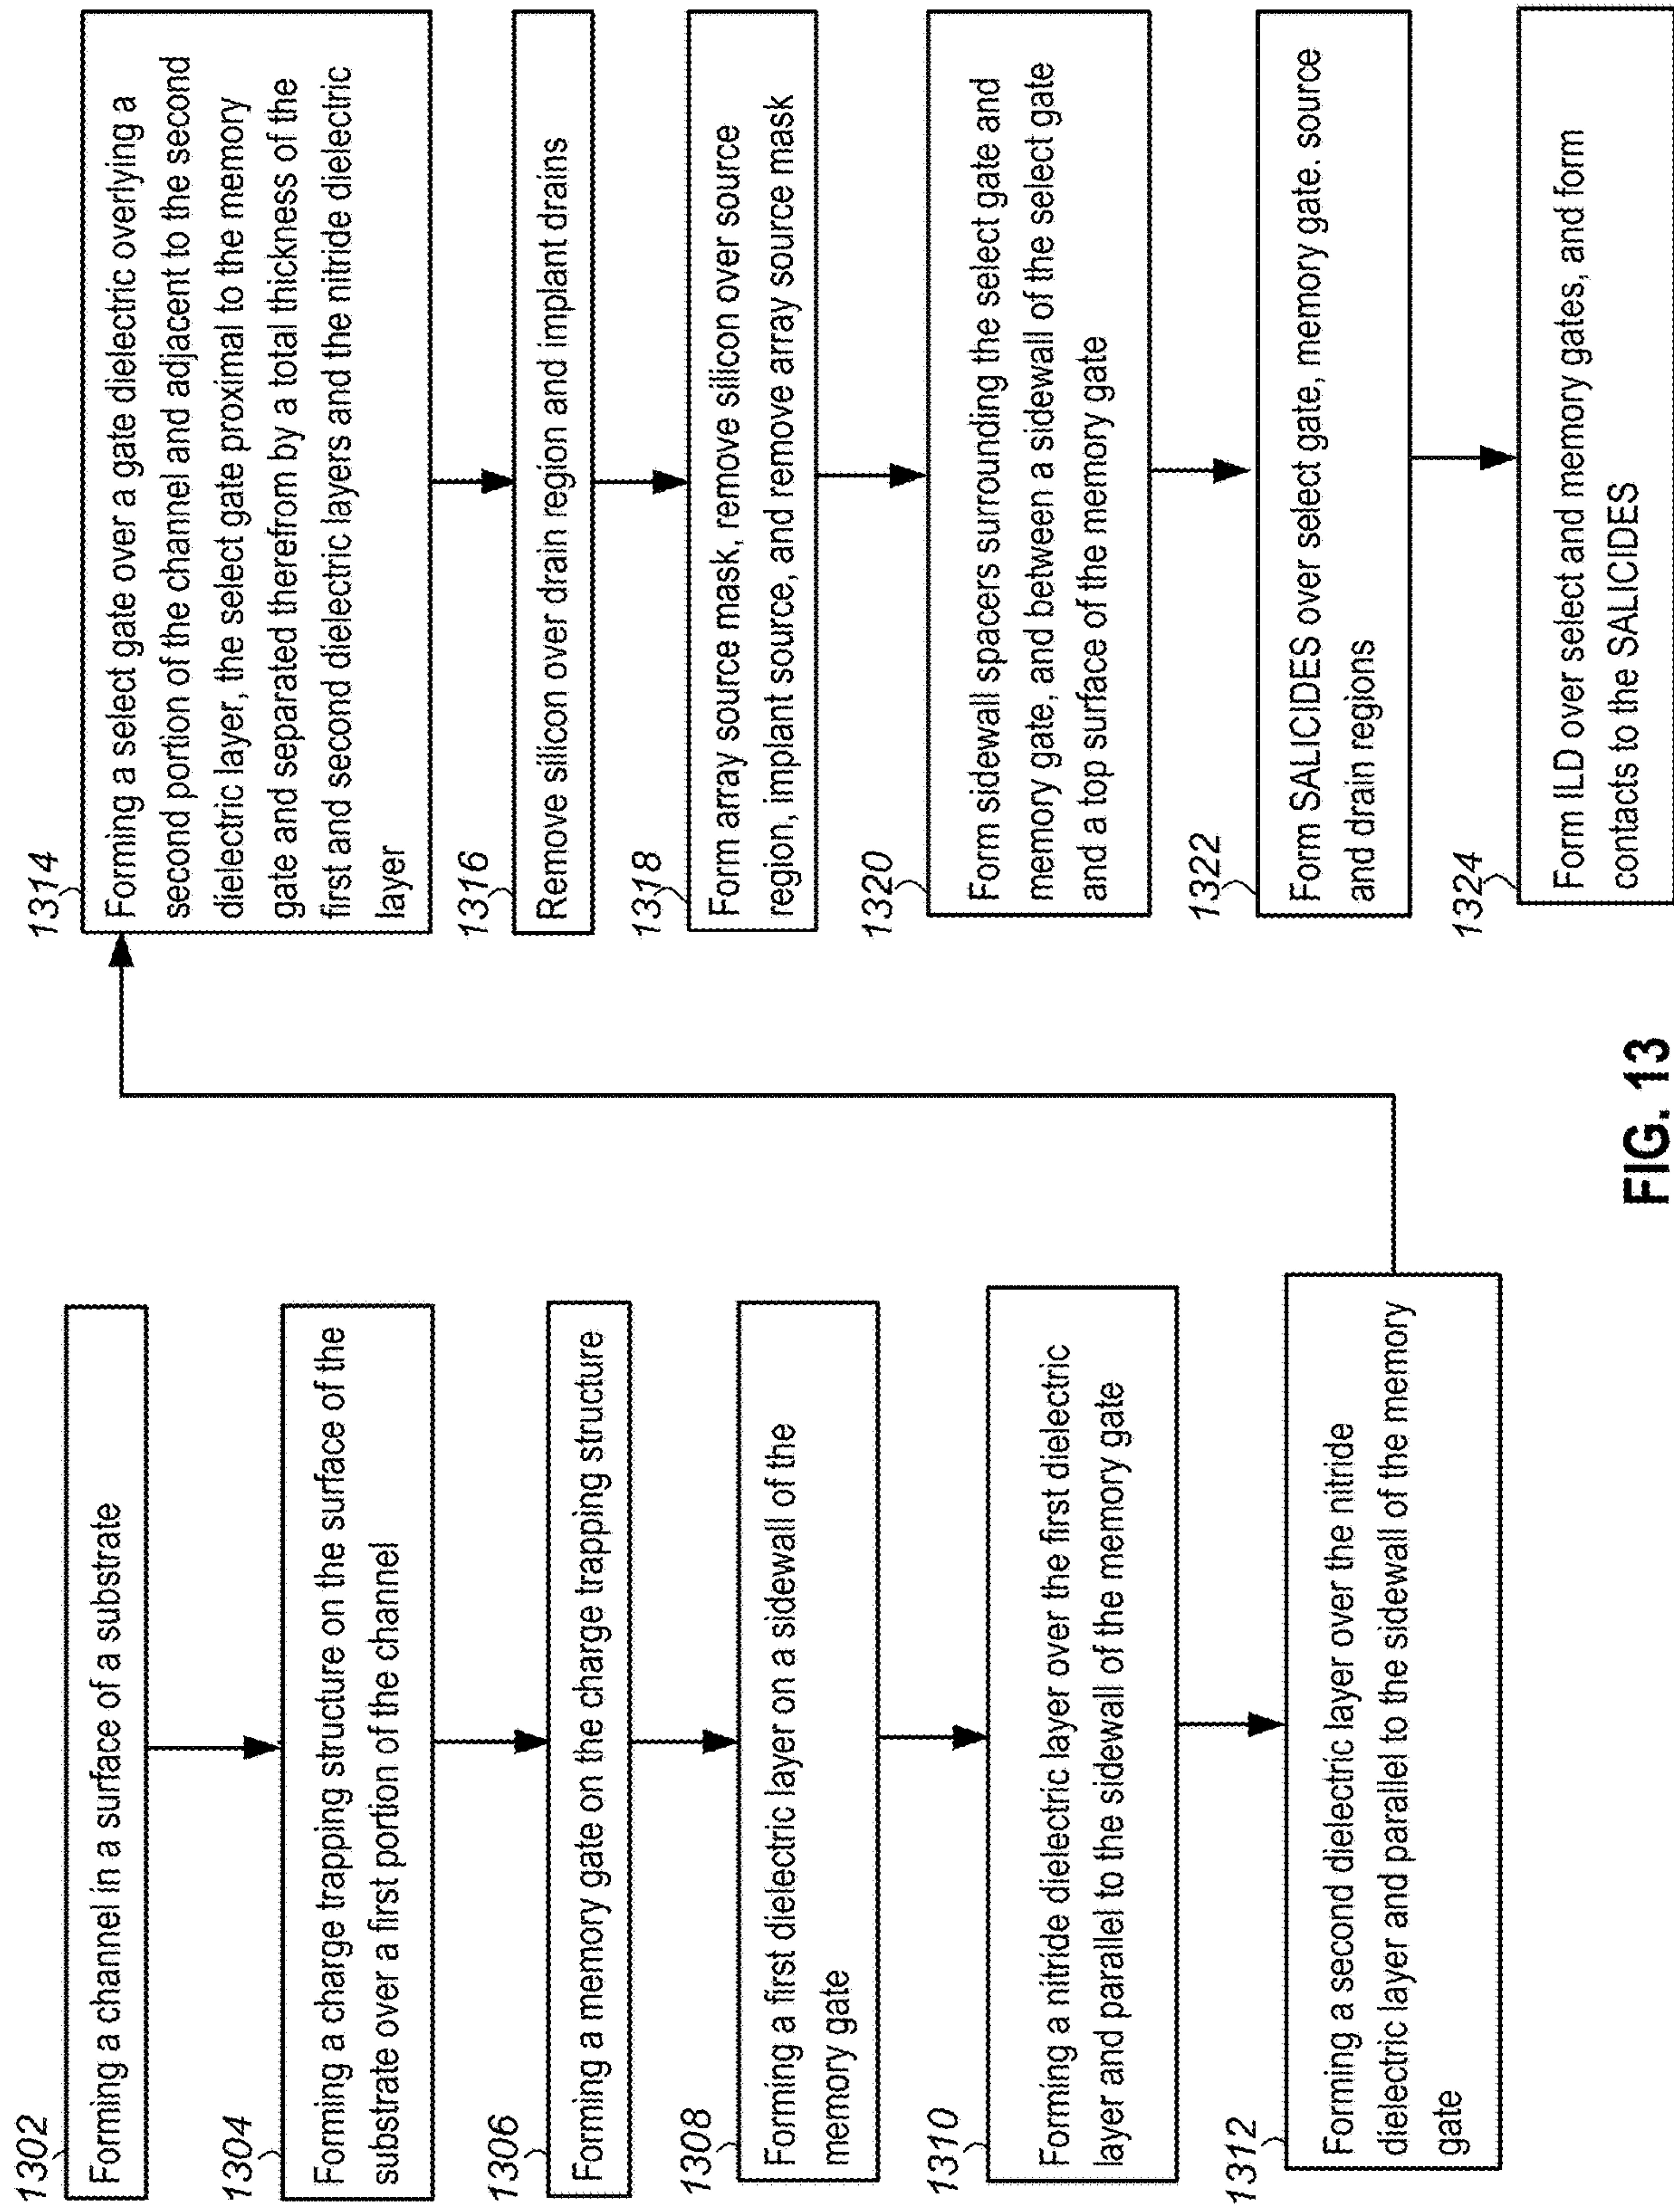 1302
Forming a channel in a surface of a substrate
1304
Forming a charge trapping structure on the surface of the
substrate over a first portion of the channel
1306
Forming a memory gate on the charge trapping structure
1308
Forming a first dielectric layer on a sidewall of the
memory gate
1310
Forming a nitride dielectric layer over the first dielectric
layer and parallel to the sidewall of the memory gate
1312
Forming a second dielectric layer over the nitride
dielectric layer and parallel to the sidewall of the memory
gate
1314
Forming a select gate over a gate dielectric overlying a
second portion of the channel and adjacent to the second
dielectric layer, the select gate proximal to the memory
gate and separated therefrom by a total thickness of the
first and second dielectric layers and the nitride dielectric
layer
1316
Remove silicon over drain region and implant drains
1318
Form array source mask, remove silicon over source
region, implant source, and remove array source mask
1320
Form sidewall spacers surrounding the select gate and
memory gate, and between a sidewall of the select gate
and a top surface of the memory gate
1322
Form SALICIDES over select gate, memory gate. source
and drain regions
1324
Form ILD over select and memory gates, and form
contacts to the SALICIDES
FIG. 13